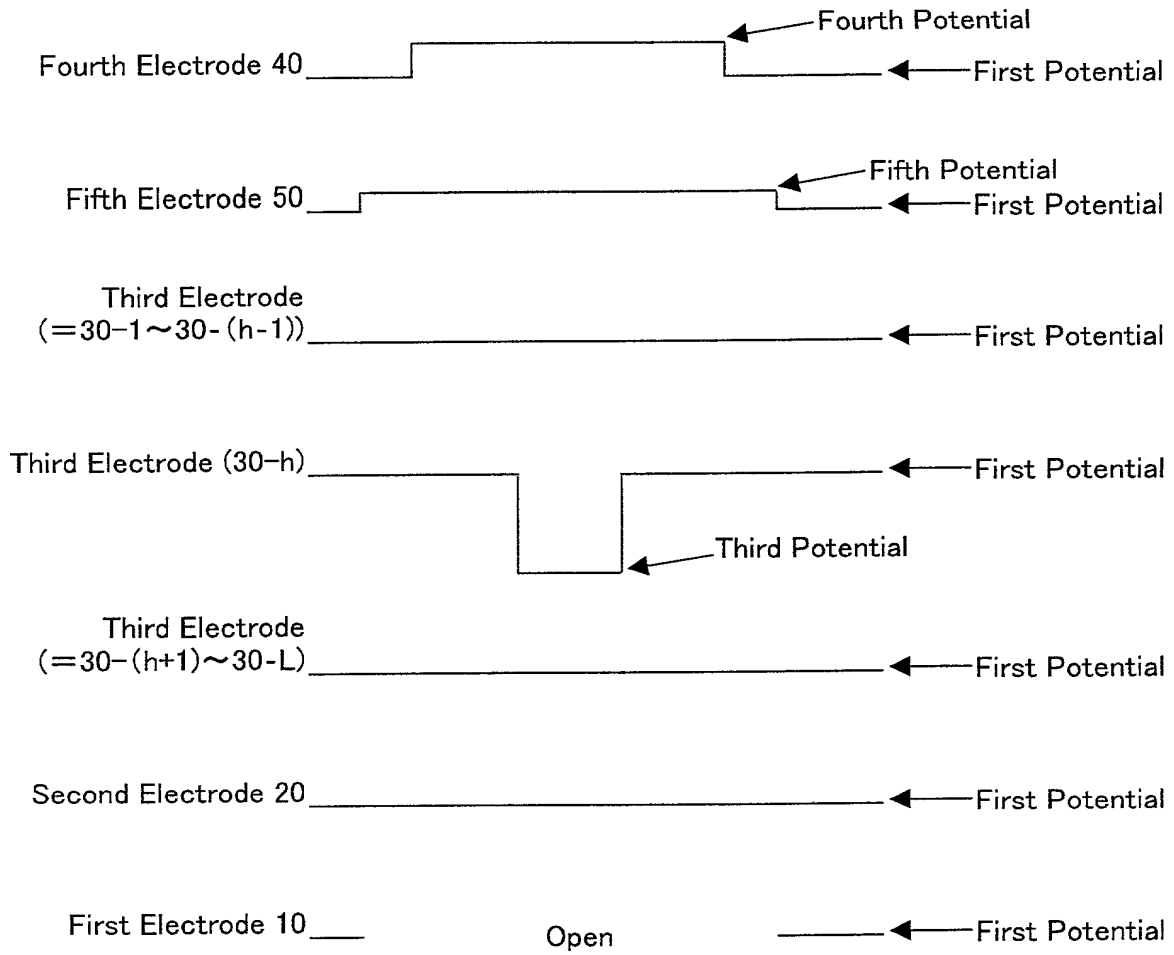 Fourth Potential
Fourth Electrode 40
First Potential
Fifth Potential
Fifth Electrode 50
First Potential
Third Electrode
(=30-1~30-(h-1))
First Potential
Third Electrode (30-h)
First Potential
Third Potential
Third Electrode
(=30-(h+1)~30-L)
First Potential
Second Electrode 20
First Potential
First Electrode 10
Open
First Potential